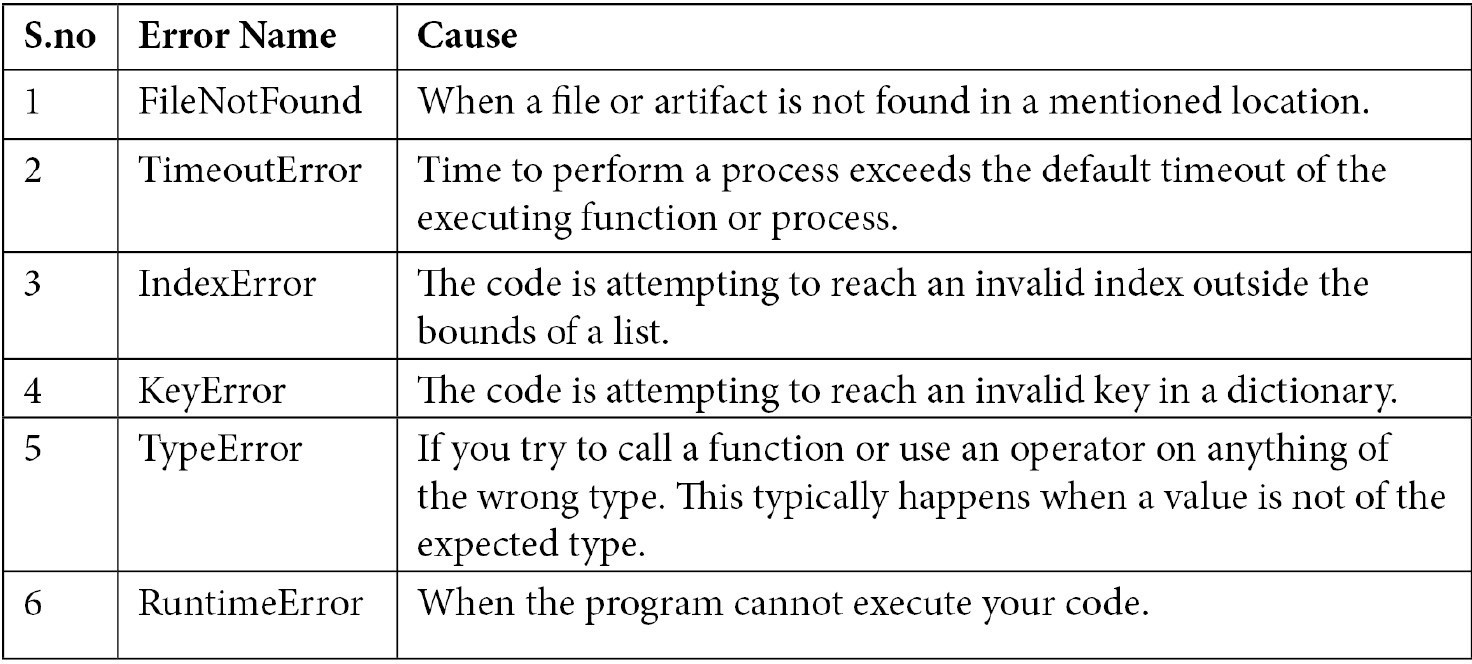 S.no Error Name Cause
1 FileNotFound When a file or artifact is not found in a mentioned location.
2 TimeoutError Time to perform a process exceeds the default timeout of the
executing function or process.
3 IndexError The code is attempting to reach an invalid index outside the
bounds of a list.
4 KeyError The code is attempting to reach an invalid key in a dictionary.
5 TypeError If you try to call a function or use an operator on anything of
the wrong type. This typically happens when a value is not of the
expected type.
6 RuntimeError When the program cannot execute your code.